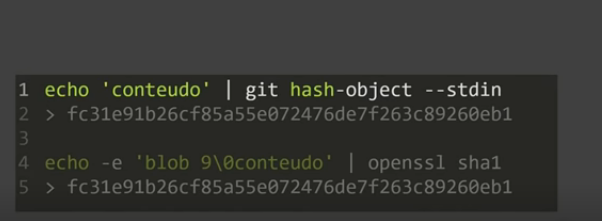 1 echo 'conteudo' | git hash-object --stdin
2 > fc31e91b26cf85a55e072476de7f263c89260eb1
3
4 echo -e 'blob 9\0conteudo' | openssl sha1
5 > fc31e91b26cf85a55e072476de7f263c89260eb1